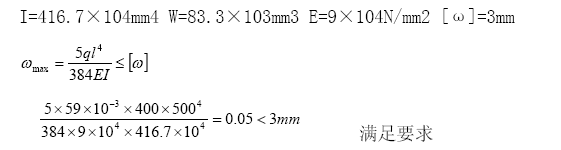 I=416.7×104mm4 W=83.3×103mm3 E=9×104N/mm2 [ω]=3mm
ω_max = 5ql⁴/384EI ≤ [ω]
5×59×10⁻³×400×500⁴/384×9×10⁴×416.7×10⁴ = 0.05 < 3mm 满足要求